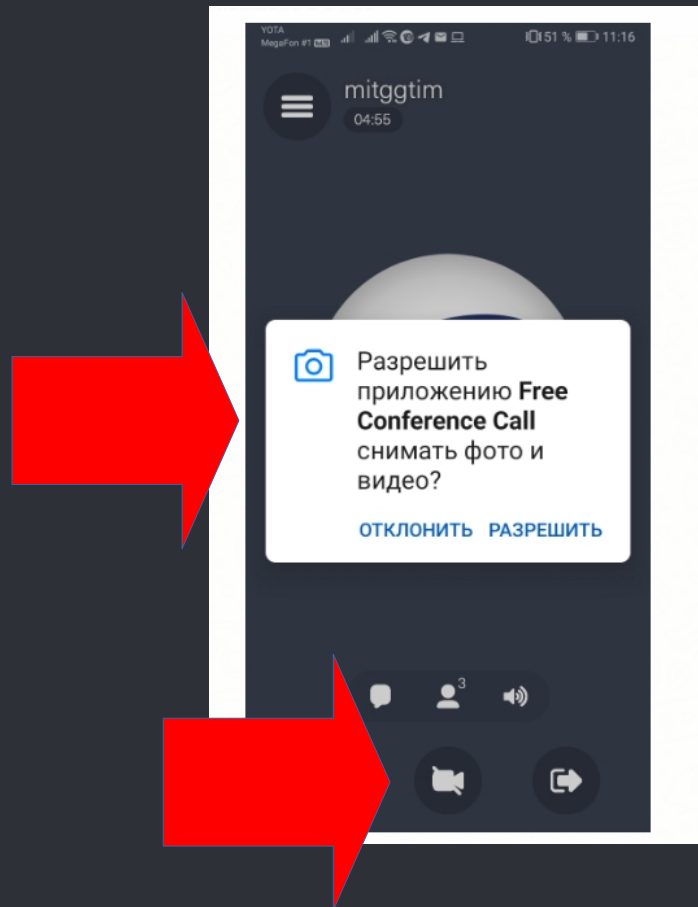 YOTA
MegaFon #1 51 % 11:16
mitggtim
04:55
Разрешить
приложению Free
Conference Call
снимать фото и
видео?
ОТКЛОНИТЬ РАЗРЕШИТЬ
3